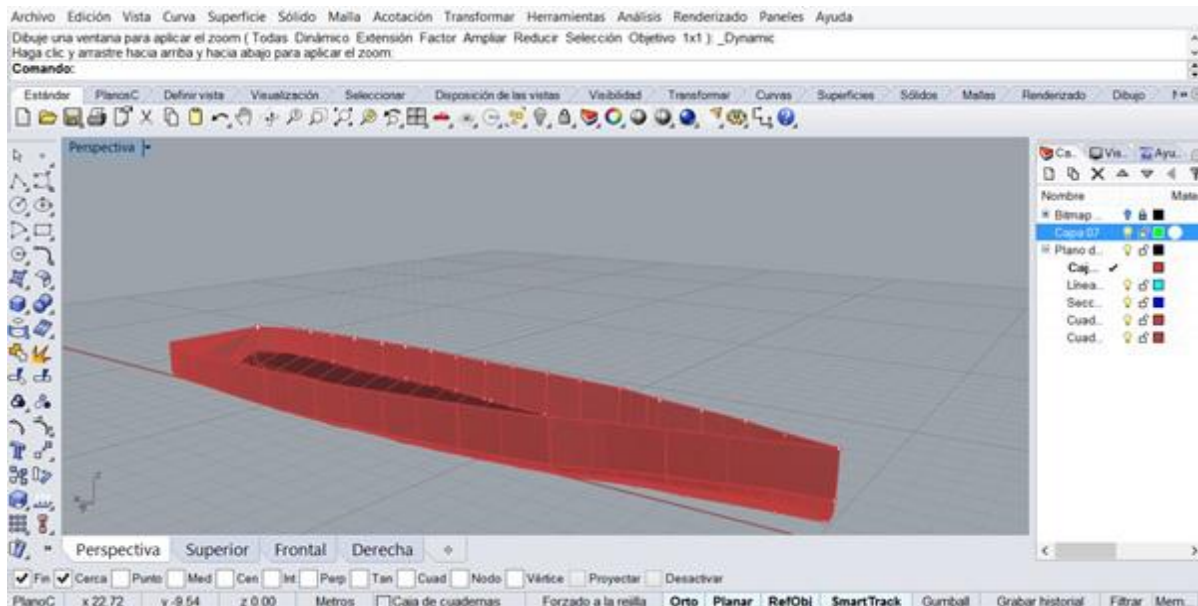 Archivo Edición Vista Curva Superficie Sólido Malla Acotación Transformar Herramientas Análisis Renderizado Paneles Ayuda
Dibuje una ventana para aplicar el zoom ( Todas Dinámico Extensión Factor Ampliar Reducir Selección Objetivo 1x1 ): _Dynamic
Haga clic y arrastre hacia arriba y hacia abajo para aplicar el zoom:
Comando:
Estándar PlanosC Definir vista Visualización Seleccionar Disposición de las vistas Visibilidad Transformar Curvas Superficies Sólidos Mallas Renderizado Dibujo
Perspectiva
Ca.. Vis.. Ayu..
Nombre Mate
Bitmap...
Capa 07
Plano d...
Caj...
Línea...
Secc...
Cuad...
Cuad...
z
Perspectiva Superior Frontal Derecha
Fin Cerca Punto Med Cen Int Perp Tan Cuad Nodo Vértice Proyectar Desactivar
PlanoC x 22.72 y -9.54 z 0.00 Metros Caja de cuadernas Forzado a la rejilla Orto Planar RefObj SmartTrack Gumball Grabar historial Filtrar Mem